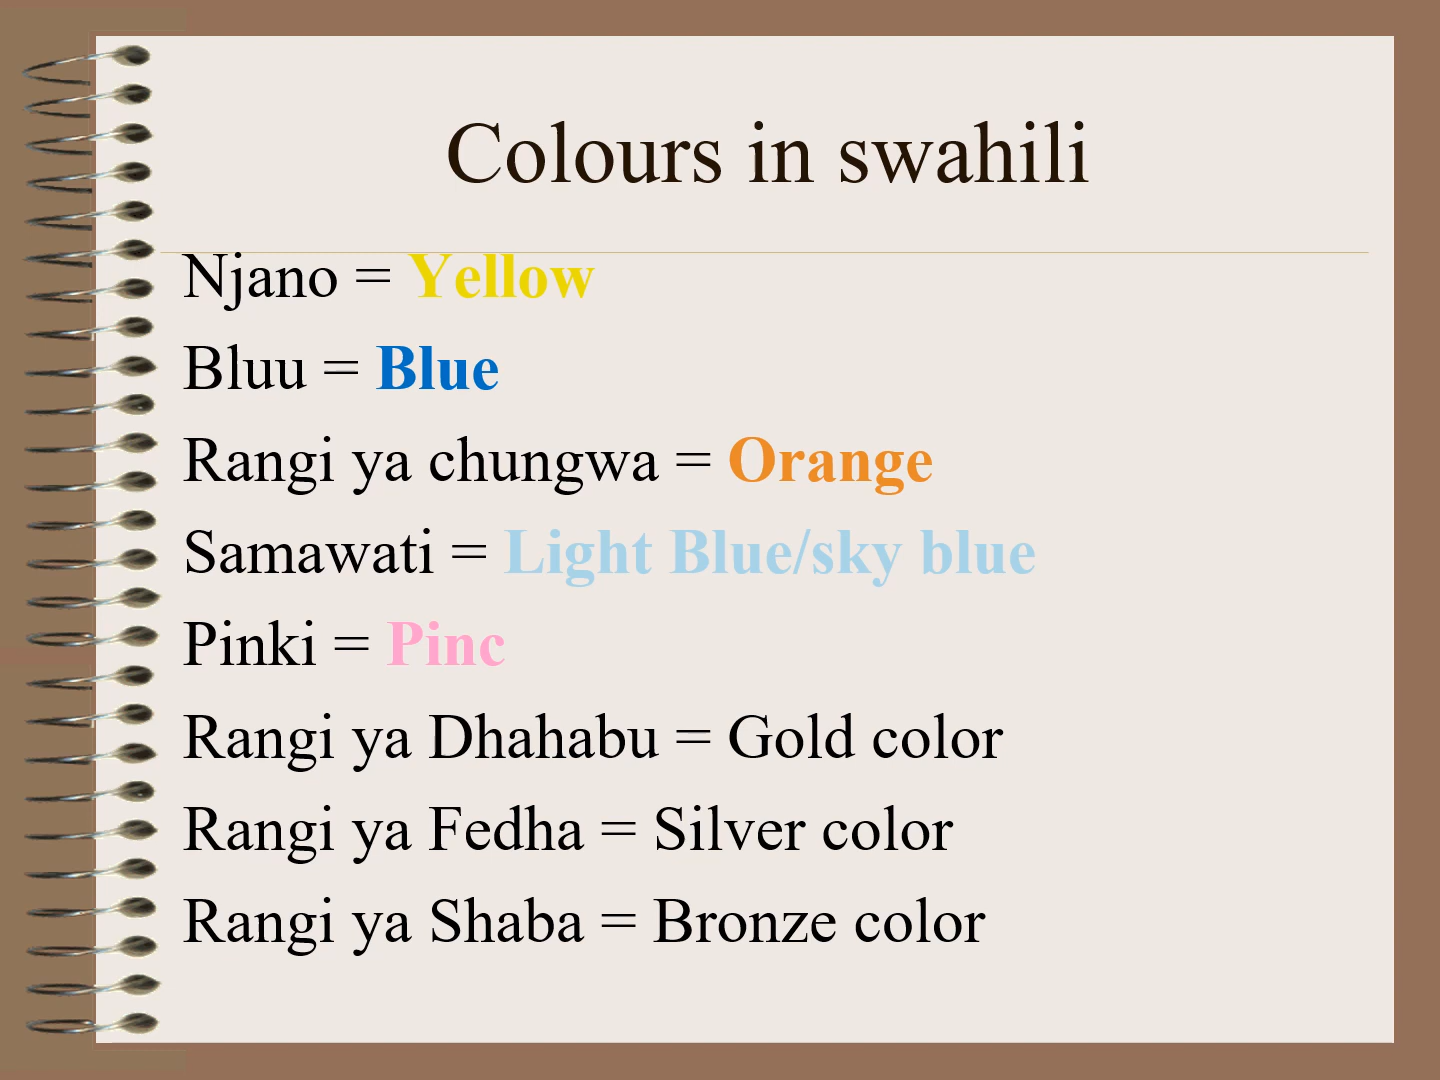 Colours in swahili
Njano = Yellow
Bluu = Blue
Rangi ya chungwa = Orange
Samawati = Light Blue/sky blue
Pinki = Pinc
Rangi ya Dhahabu = Gold color
Rangi ya Fedha = Silver color
Rangi ya Shaba = Bronze color